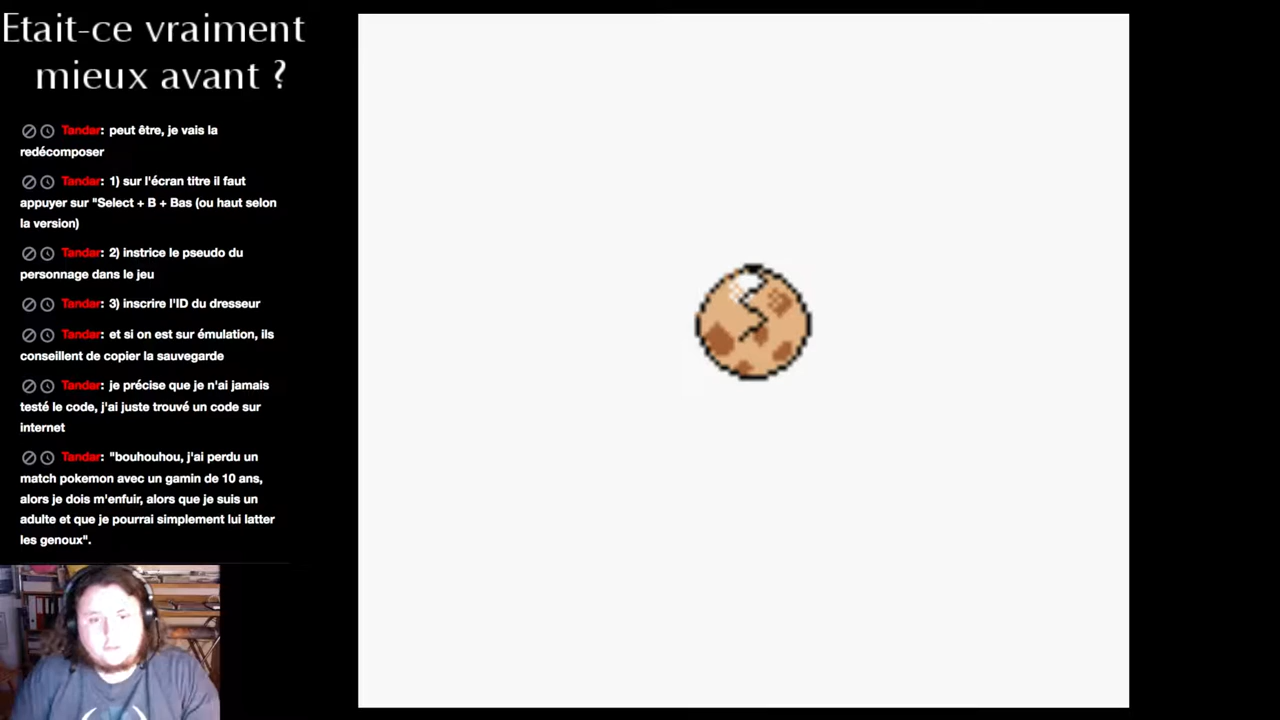 Etait-ce vraiment
mieux avant ?
Tandar: peut être, je vais la
redécomposer
Tandar: 1) sur l'écran titre il faut
appuyer sur "Select + B + Bas (ou haut selon
la version)
Tandar: 2) instrice le pseudo du
personnage dans le jeu
Tandar: 3) inscrire l'ID du dresseur
Tandar: et si on est sur émulation, ils
conseillent de copier la sauvegarde
Tandar: je précise que je n'ai jamais
testé le code, j'ai juste trouvé un code sur
internet
Tandar: "bouhouhou, j'ai perdu un
match pokemon avec un gamin de 10 ans,
alors je dois m'enfuir, alors que je suis un
adulte et que je pourrai simplement lui latter
les genoux".